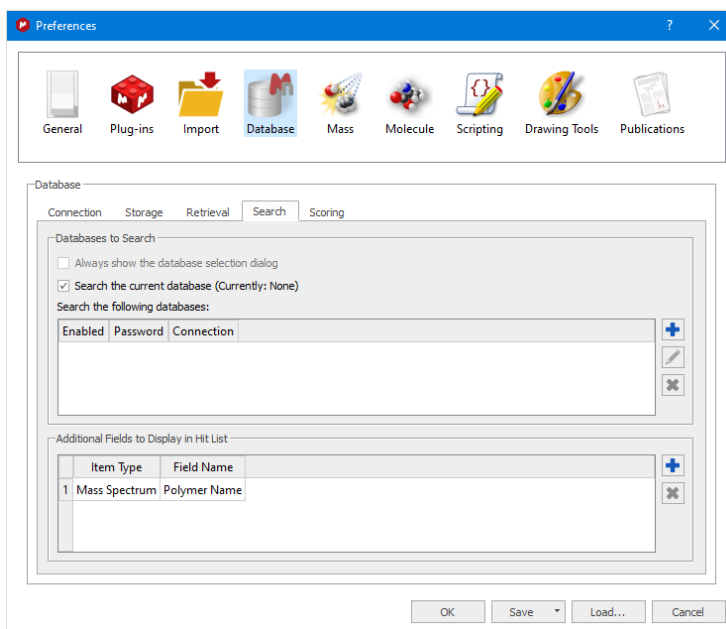 Preferences
?
General Plug-ins Import Database Mass Molecule Scripting Drawing Tools Publications
Database
Connection Storage Retrieval Search Scoring
Databases to Search
Always show the database selection dialog
Search the current database (Currently: None)
Search the following databases:
Enabled Password Connection
Additional Fields to Display in Hit List
Item Type Field Name
1 Mass Spectrum Polymer Name
OK Save Load... Cancel